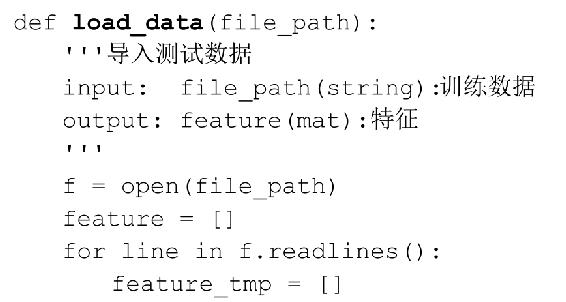 def load_data(file_path):
    '''导入测试数据
    input:  file_path(string):训练数据
    output: feature(mat):特征
    '''
    f = open(file_path)
    feature = []
    for line in f.readlines():
        feature_tmp = []